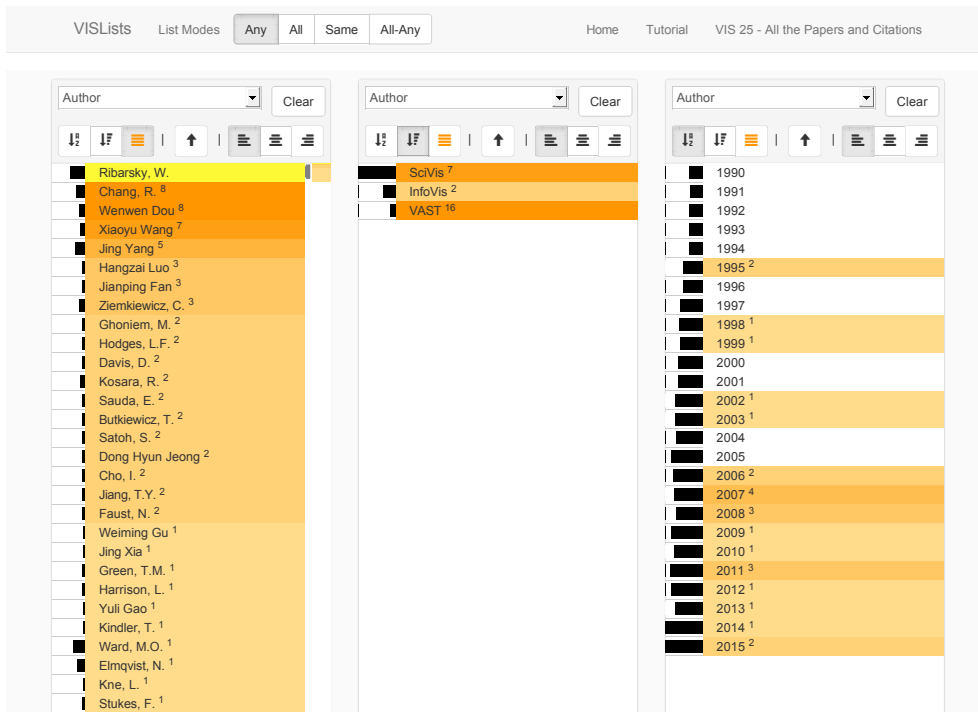 VISLists List Modes Any All Same All-Any Home Tutorial VIS 25 - All the Papers and Citations
Author Clear
Ribarsky, W.
Chang, R. 8
Wenwen Dou 8
Xiaoyu Wang 7
Jing Yang 5
Hangzai Luo 3
Jianping Fan 3
Ziemkiewicz, C. 3
Ghoniem, M. 2
Hodges, L.F. 2
Davis, D. 2
Kosara, R. 2
Sauda, E. 2
Butkiewicz, T. 2
Satoh, S. 2
Dong Hyun Jeong 2
Cho, I. 2
Jiang, T.Y. 2
Faust, N. 2
Weiming Gu 1
Jing Xia 1
Green, T.M. 1
Harrison, L. 1
Yuli Gao 1
Kindler, T. 1
Ward, M.O. 1
Elmqvist, N. 1
Kne, L. 1
Stukes, F. 1
Author Clear
SciVis 7
InfoVis 2
VAST 16
Author Clear
1990
1991
1992
1993
1994
1995 2
1996
1997
1998 1
1999 1
2000
2001
2002 1
2003 1
2004
2005
2006 2
2007 4
2008 3
2009 1
2010 1
2011 3
2012 1
2013 1
2014 1
2015 2